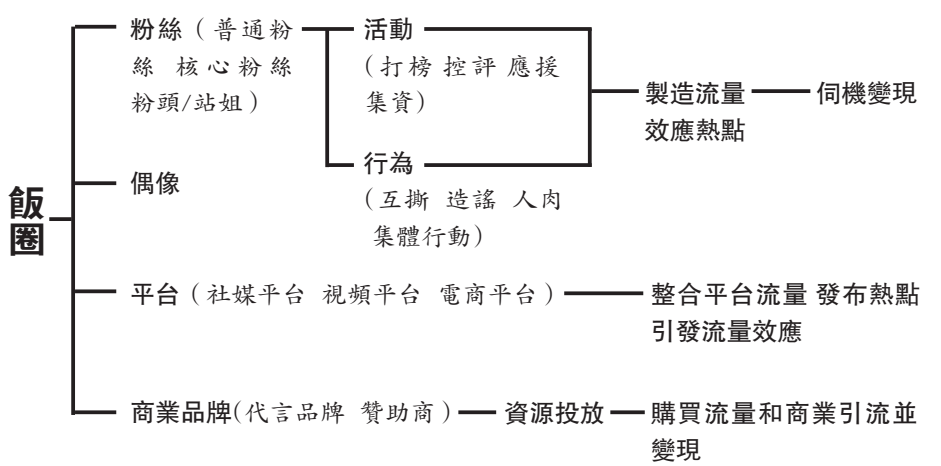 飯圈
粉絲（普通粉
絲 核心粉絲
粉頭/站姐）
活動
(打榜 控評 應援
集資)
行為
（互撕 造謠 人肉
集體行動）
製造流量
效應熱點
伺機變現
偶像
平台（社媒平台 視頻平台 電商平台）
整合平台流量 發布熱點
引發流量效應
商業品牌(代言品牌 贊助商）
資源投放
購買流量和商業引流並
變現